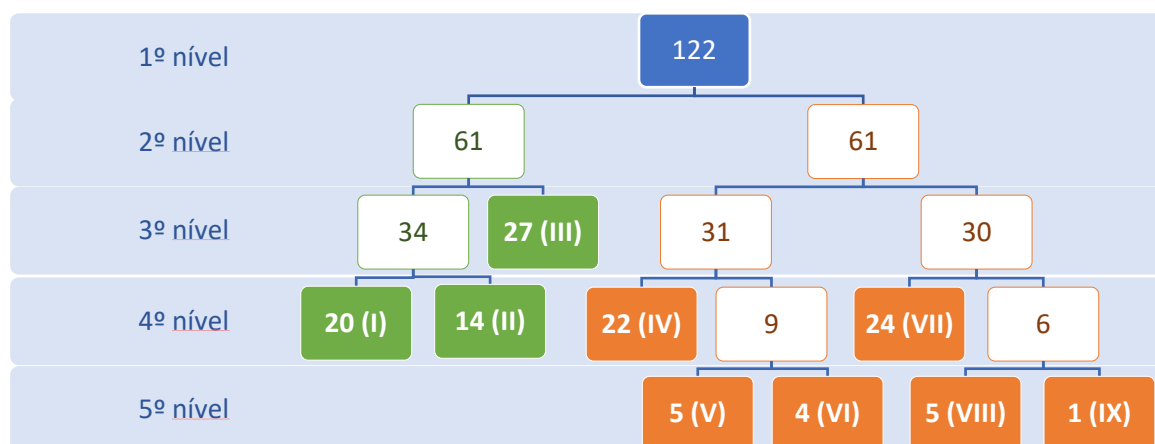 1º nível
122
2º nível
61
61
3º nível
34
27 (III)
31
30
4º nível
20 (I)
14 (II)
22 (IV)
9
24 (VII)
6
5º nível
5 (V)
4 (VI)
5 (VIII)
1 (IX)